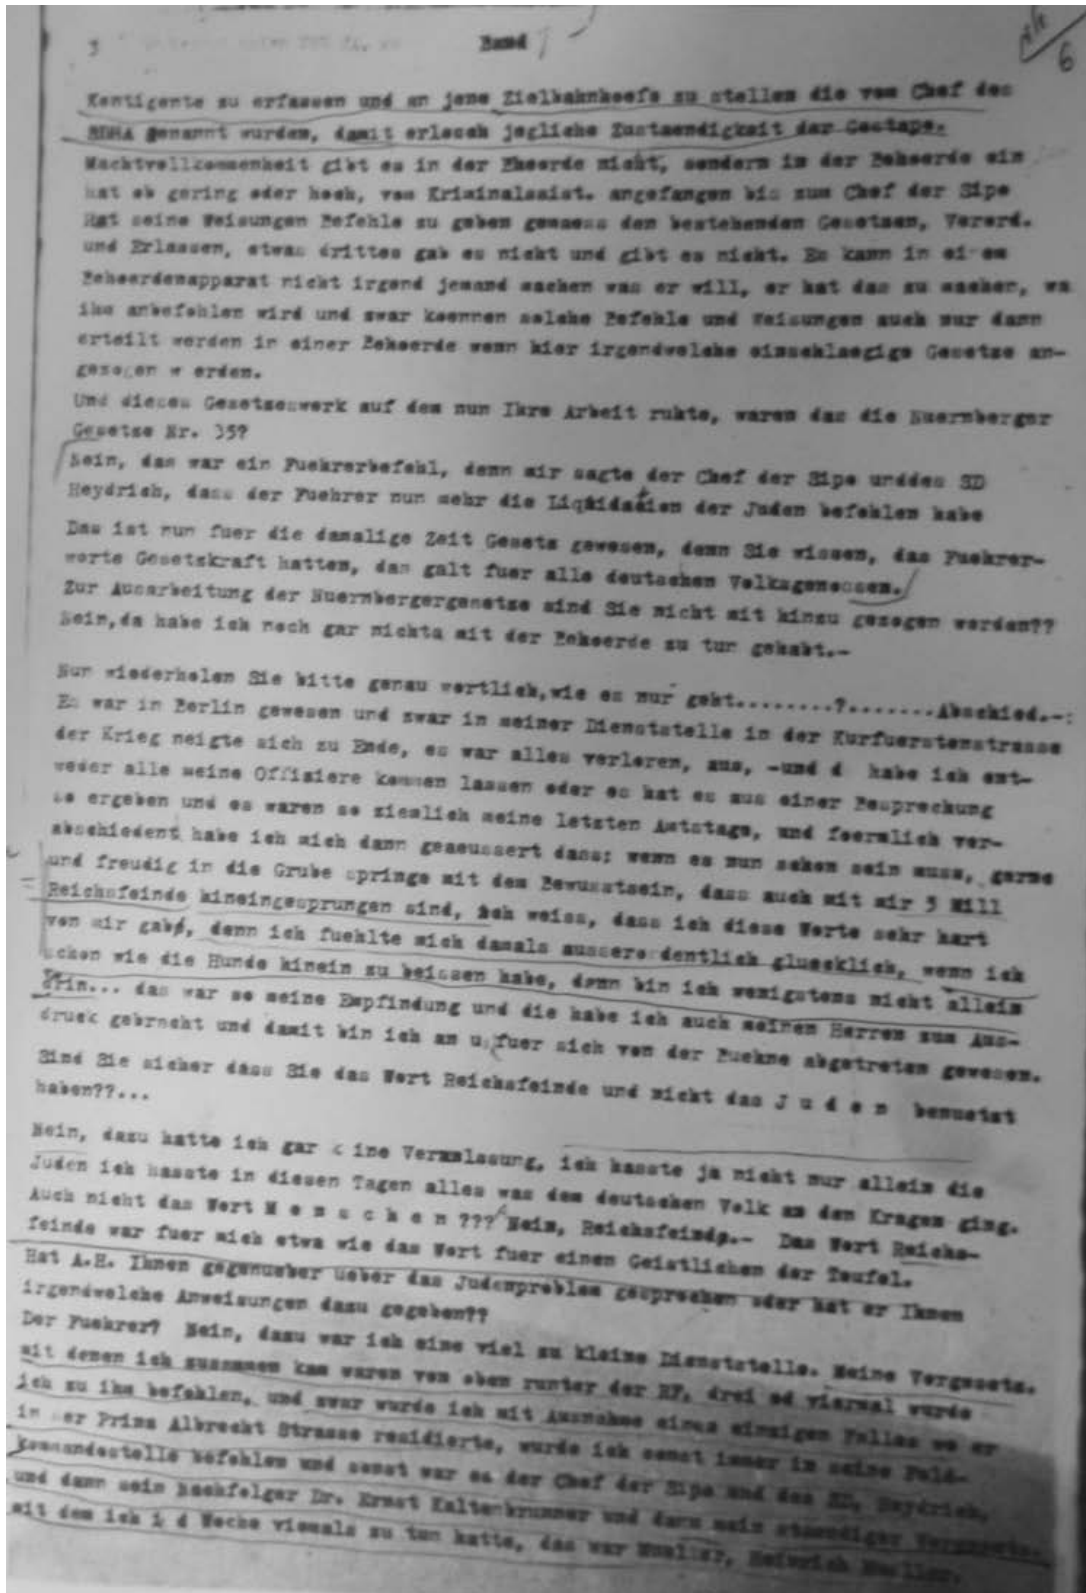 3
Band
6
Kontigente zu erfassen und an jene Zielbahnhoefe zu stellen die vom Chef des
RSHA genannt wurden, damit erlosch jegliche Zustaendigkeit der Gestapo.
Machtvollkommenheit gibt es in der Bheorde nicht, sondern in der Behoerde ein
hat ob gering oder hoch, vom Kriminalasist. angefangen bis zum Chef der Sipo
Hat seine Weisungen Befehle zu geben gemaess den bestehenden Gesetzen, Verord.
und Erlassen, etwas drittes gab es nicht und gibt es nicht. Es kann in einem
Behoerdenapparat nicht irgend jemand machen was er will, er hat das zu machen, wa
ihm anbefohlen wird und zwar koennen solche Befehle und Weisungen auch nur dann
erteilt werden in einer Behoerde wenn hier irgendwelche einschlaegige Gesetze an-
gezogen w erden.
Und dieses Gesetzeswerk auf dem nun Ihre Arbeit ruhte, waren das die Nuernberger
Gesetze Nr. 35?
Nein, das war ein Fuehrerbefehl, denn mir sagte der Chef der Sipo unddes SD
Heydrich, dass der Fuehrer nun mehr die Liquidation der Juden befohlen habe
Das ist nun fuer die damalige Zeit Gesetz gewesen, denn Sie wissen, das Fuehrer-
worte Gesetzkraft hatten, das galt fuer alle deutschen Volksgenossen.
Zur Ausarbeitung der Nuernbergergesetze sind Sie nicht mit hinzu gezogen worden??
Nein,da habe ich noch gar nichts mit der Behoerde zu tun gehabt.-
Nun wiederholen Sie bitte genau wortlich,wie es nur geht........?.......Abschied.-:
Es war in Berlin gewesen und zwar in meiner Dienststelle in der Kurfuerstenstrasse
der Krieg neigte sich zu Ende, es war alles verloren, aus, -und d habe ich ent-
weder alle meine Offiziere kommen lassen oder es hat es aus einer Besprechung
so ergeben und es waren so ziemlich meine letzten Amtstage, und foermlich ver-
abschiedent habe ich mich dann geaeussert dass; wenn es nun schon sein muss, gerne
und freudig in die Grube springe mit dem Bewusstsein, dass auch mit mir 5 Mill
Reichsfeinde hineingesprungen sind, ich weiss, dass ich diese Worte sehr hart
von mir gab, denn ich fuehlte mich damals ausserordentlich gluecklich, wenn ich
schon wie die Hunde hinein zu beissen habe, dann bin ich wenigstens nicht allein
drin... das war so meine Empfindung und die habe ich auch meinen Herren zum Aus-
druck gebracht und damit bin ich an u, fuer sich von der Buehne abgetreten gewesen.
Sind Sie sicher dass Sie das Wort Reichsfeinde und nicht das J u d e n benuetzt
haben??...
Nein, dazu hatte ich gar k ine Veranlassung, ich hasste ja nicht nur allein die
Juden ich hasste in diesen Tagen alles was dem deutschen Volk an den Kragen ging.
Auch nicht das Wort M e n s c h e n ??? Nein, Reichsfeinde.- Das Wort Reichs-
feinde war fuer mich etwa wie das Wort fuer einen Geistlichen der Teufel.
Hat A.H. Ihnen gegenueber ueber das Judenproblem gesprochen oder hat er Ihnen
irgendwelche Anweisungen dazu gegeben??
Der Fuehrer? Nein, dazu war ich eine viel zu kleine Dienststelle. Meine Vorgesetz.
mit denen ich zusammen kam waren von oben runter der RF, drei od viermal wurde
ich zu ihm befohlen, und zwar wurde ich mit Ausnahme eines einzigen Falles wo er
in der Prinz Albrecht Strasse residierte, wurde ich sonst immer in seine Feld-
kommandostelle befohlen und sonst war es der Chef der Sipo und des SD, Heydrich,
und dann sein Nachfolger Dr. Ernst Kaltenbrunner und dann mein staendiger Vorgesetz.
mit dem ich i d Woche viemals zu tun hatte, das war Mueller, Heinrich Mueller.